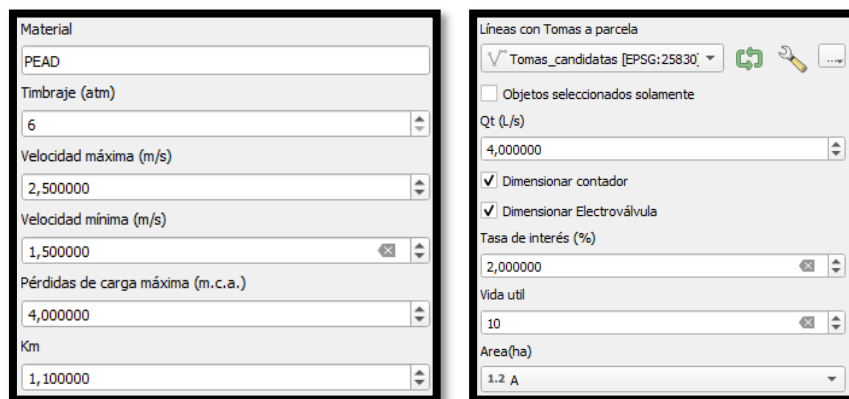 Material
PEAD
Timbraje (atm)
6
Velocidad máxima (m/s)
2,500000
Velocidad mínima (m/s)
1,500000
Pérdidas de carga máxima (m.c.a.)
4,000000
Km
1,100000
Líneas con Tomas a parcela
Tomas_candidatas [EPSG:25830]
Objetos seleccionados solamente
Qt (L/s)
4,000000
Dimensionar contador
Dimensionar Electroválvula
Tasa de interés (%)
2,000000
Vida util
10
Area(ha)
1.2 A